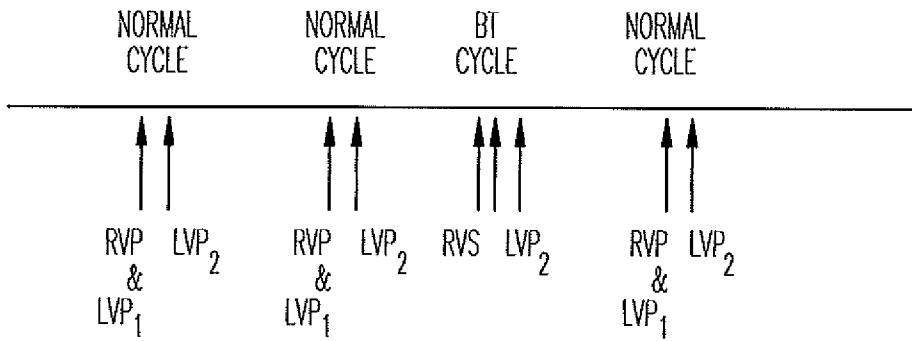 NORMAL NORMAL BT NORMAL
CYCLE CYCLE CYCLE CYCLE
RVP LVP2 RVP LVP2 RVS LVP2 RVP LVP2
& & &
LVP1 LVP1 LVP1